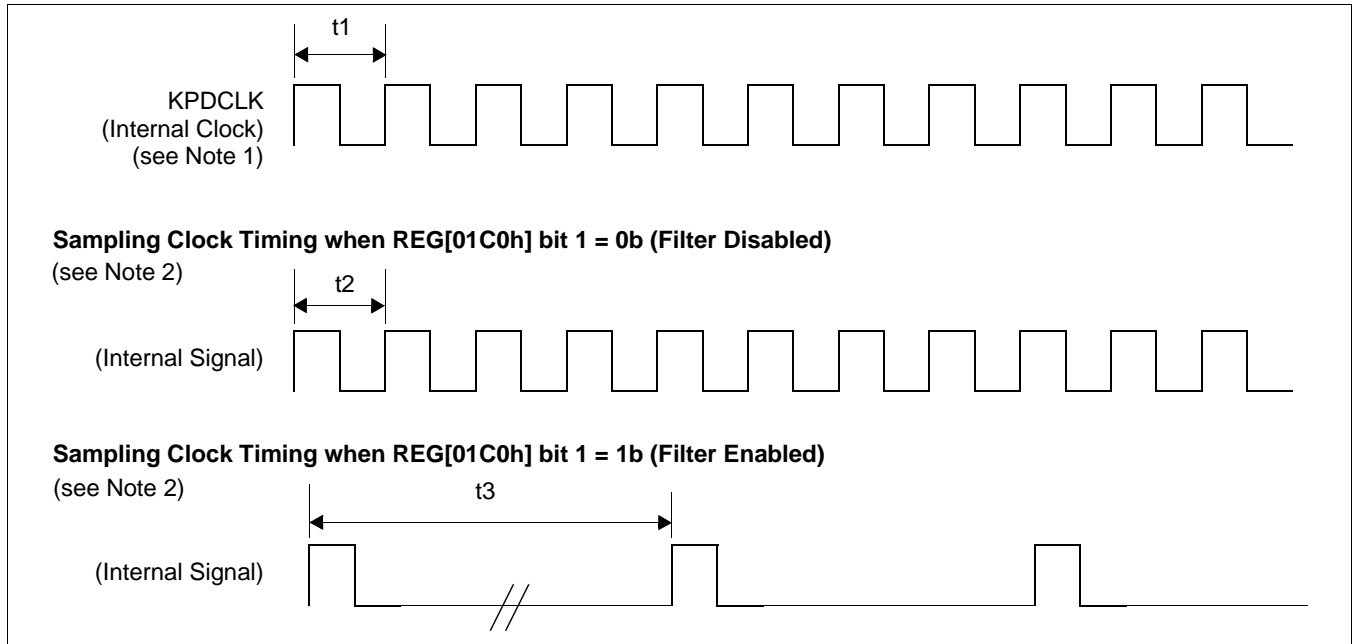 t1
KPDCLK
(Internal Clock)
(see Note 1)
Sampling Clock Timing when REG[01C0h] bit 1 = 0b (Filter Disabled)
(see Note 2)
t2
(Internal Signal)
Sampling Clock Timing when REG[01C0h] bit 1 = 1b (Filter Enabled)
(see Note 2)
t3
(Internal Signal)